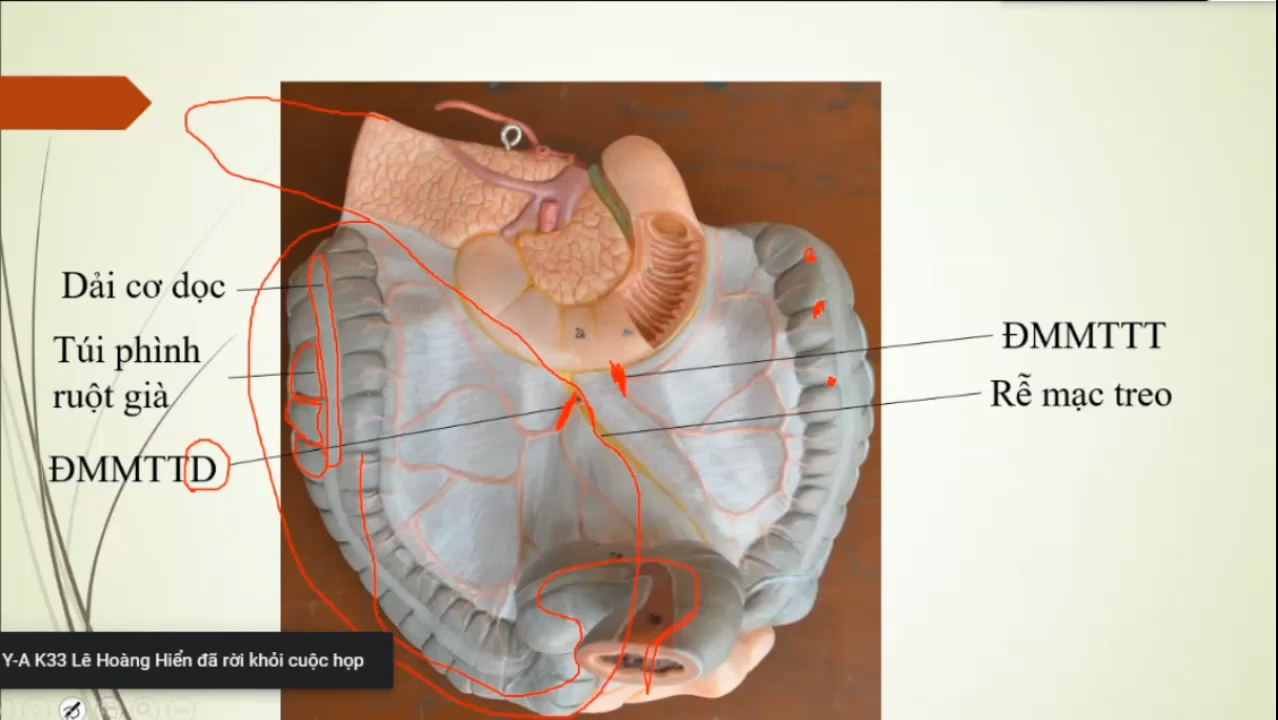 Dải cơ dọc
Túi phình
ruột già
ĐMMTTD
ĐMMTTT
Rễ mạc treo
26
Y-A K33 Lê Hoàng Hiển đã rời khỏi cuộc họp